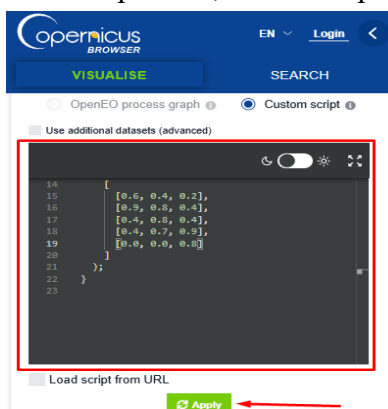 Copernicus EN Login
BROWSER
VISUALISE SEARCH
OpenEO process graph Custom script
Use additional datasets (advanced)
14 [
15 [0.6, 0.4, 0.2],
16 [0.9, 0.8, 0.4],
17 [0.4, 0.8, 0.4],
18 [0.4, 0.7, 0.9],
19 [0.0, 0.0, 0.8]
20 ]
21 );
22 }
23
Load script from URL
Apply